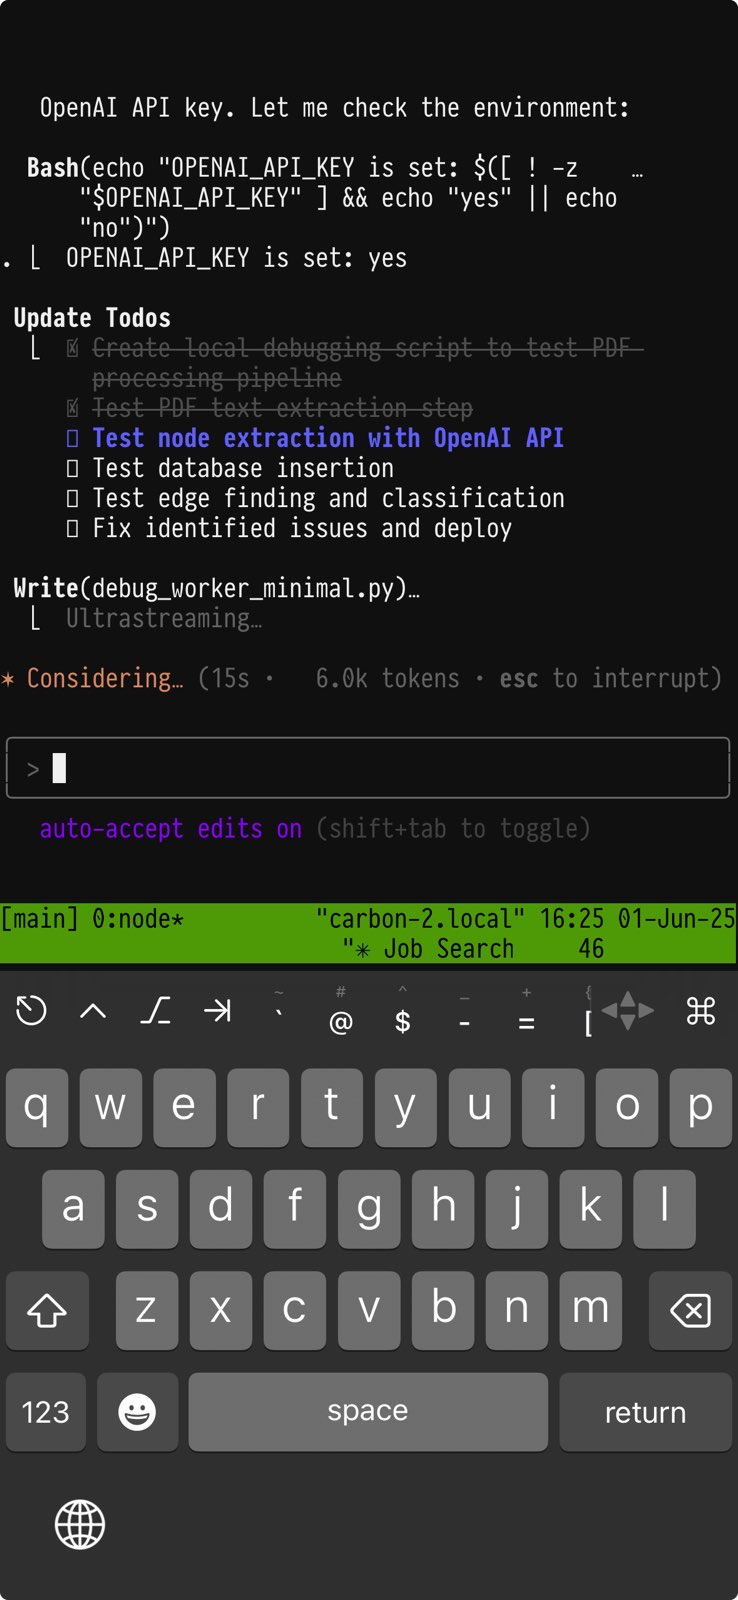 OpenAI API key. Let me check the environment:
Bash(echo "OPENAI_API_KEY is set: $([ ! -z …
"$OPENAI_API_KEY" ] && echo "yes" || echo
"no")")
. ⎣ OPENAI_API_KEY is set: yes
Update Todos
⎣ ☒ Create local debugging script to test PDF
processing pipeline
☒ Test PDF text extraction step
☐ Test node extraction with OpenAI API
☐ Test database insertion
☐ Test edge finding and classification
☐ Fix identified issues and deploy
Write(debug_worker_minimal.py)…
⎣ Ultrastreaming…
✶ Considering… (15s · 6.0k tokens · esc to interrupt)
>
auto-accept edits on (shift+tab to toggle)
[main] 0:node* "carbon-2.local" 16:25 01-Jun-25
"✳ Job Search 46
~ # ^ _ + {
` @ $ - = [ ⌘
q w e r t y u i o p
a s d f g h j k l
z x c v b n m
123 space return